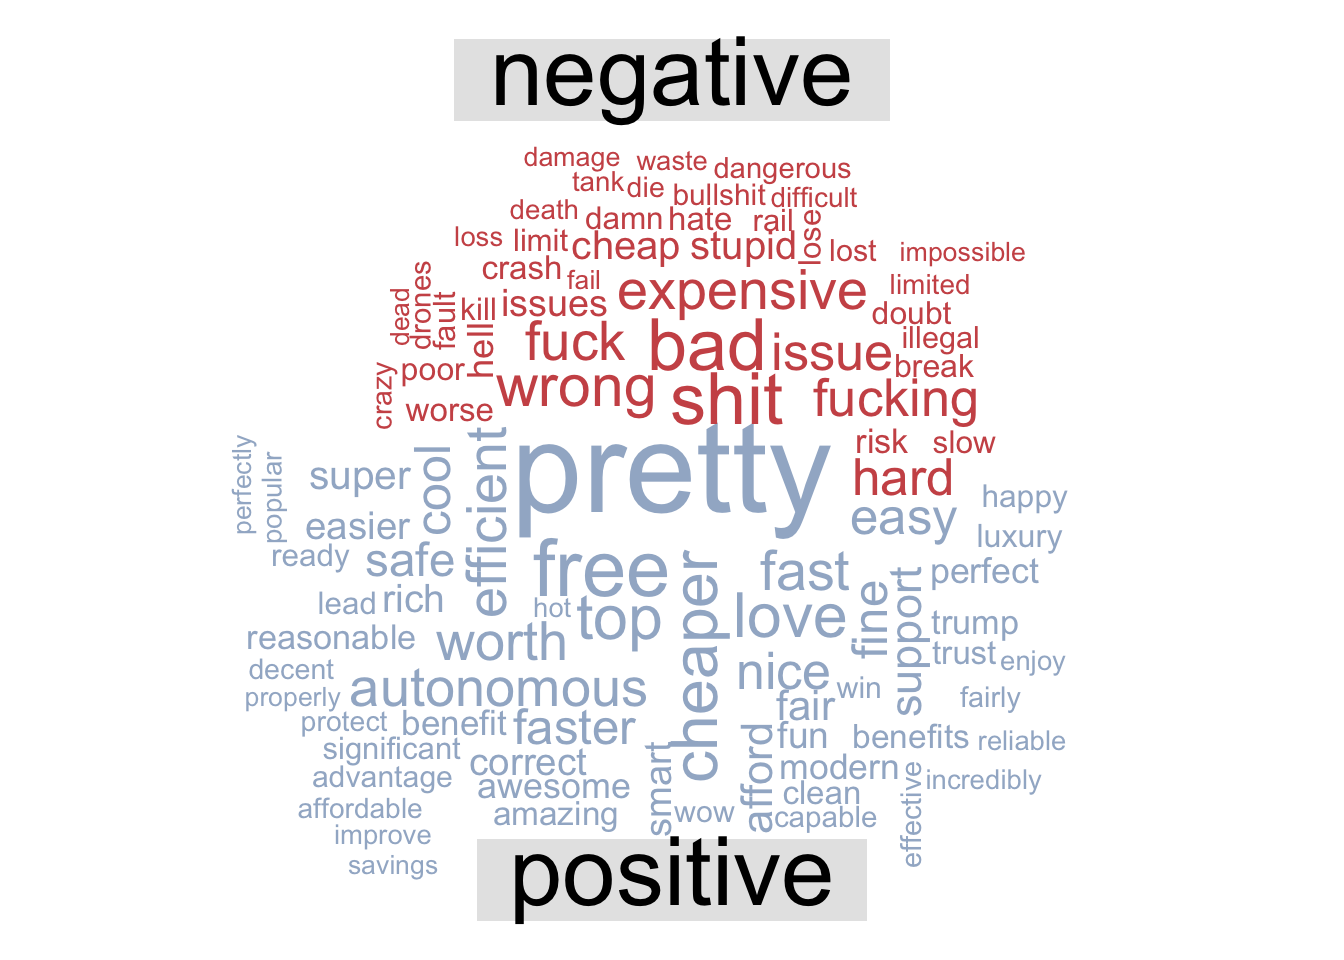 negative
damage waste dangerous
tank die bullshit difficult
death damn hate rail lose
loss limit cheap stupid lost impossible
crash fail expensive limited
dead drones fault kill issues doubt
hell fuck bad issue illegal
crazy poor wrong shit break
worse fucking
risk slow
pretty
hard
perfectly popular super cool efficient happy
easier easy luxury
ready safe free fast perfect
lead rich hot top cheaper love fine support trump
reasonable worth trust enjoy
decent nice win
properly autonomous fair fairly
protect benefit faster fun benefits reliable
significant correct smart afford modern
advantage awesome clean effective incredibly
affordable amazing wow capable
improve
savings
positive